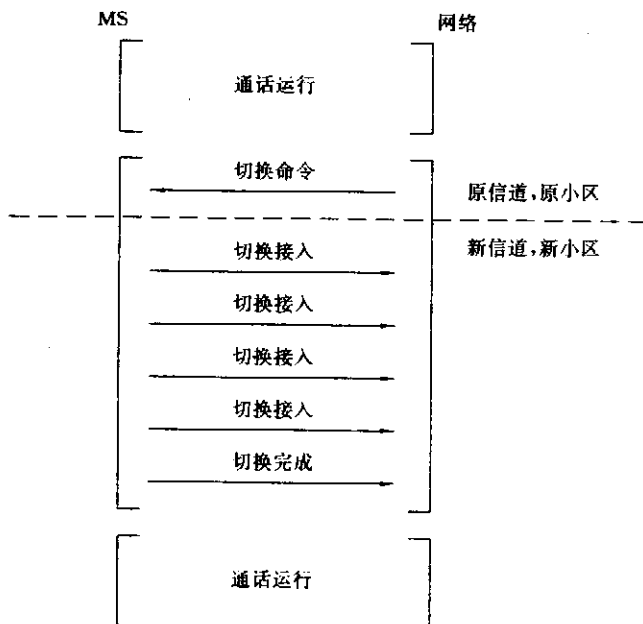 MS 网络
通话运行
切换命令
原信道,原小区
新信道,新小区
切换接入
切换接入
切换接入
切换接入
切换完成
通话运行